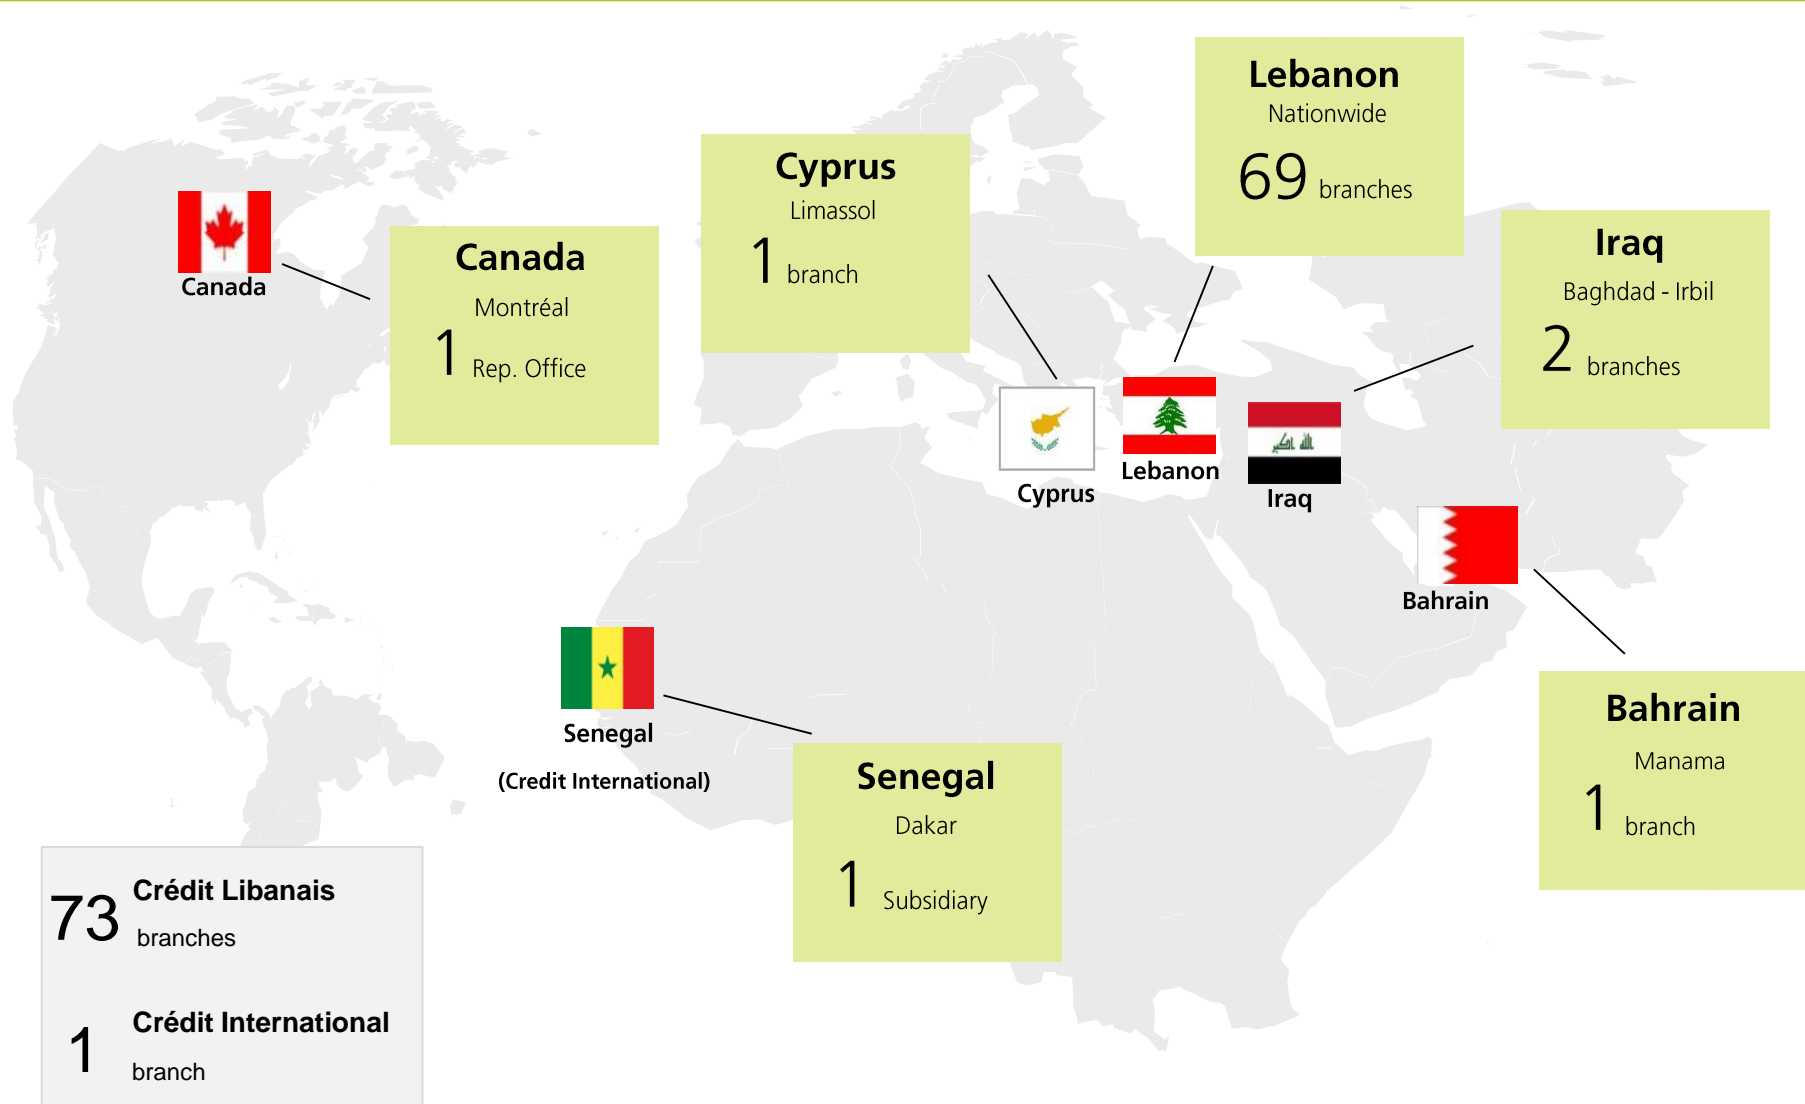 Lebanon
Nationwide
69 branches
Cyprus
Limassol
1 branch
Iraq
Baghdad - Irbil
2 branches
Canada
Canada
Montréal
1 Rep. Office
Cyprus
Lebanon
Iraq
الله اكبر
Bahrain
Bahrain
Manama
1 branch
Senegal
(Credit International)
Senegal
Dakar
1 Subsidiary
73 Crédit Libanais
branches
1 Crédit International
branch